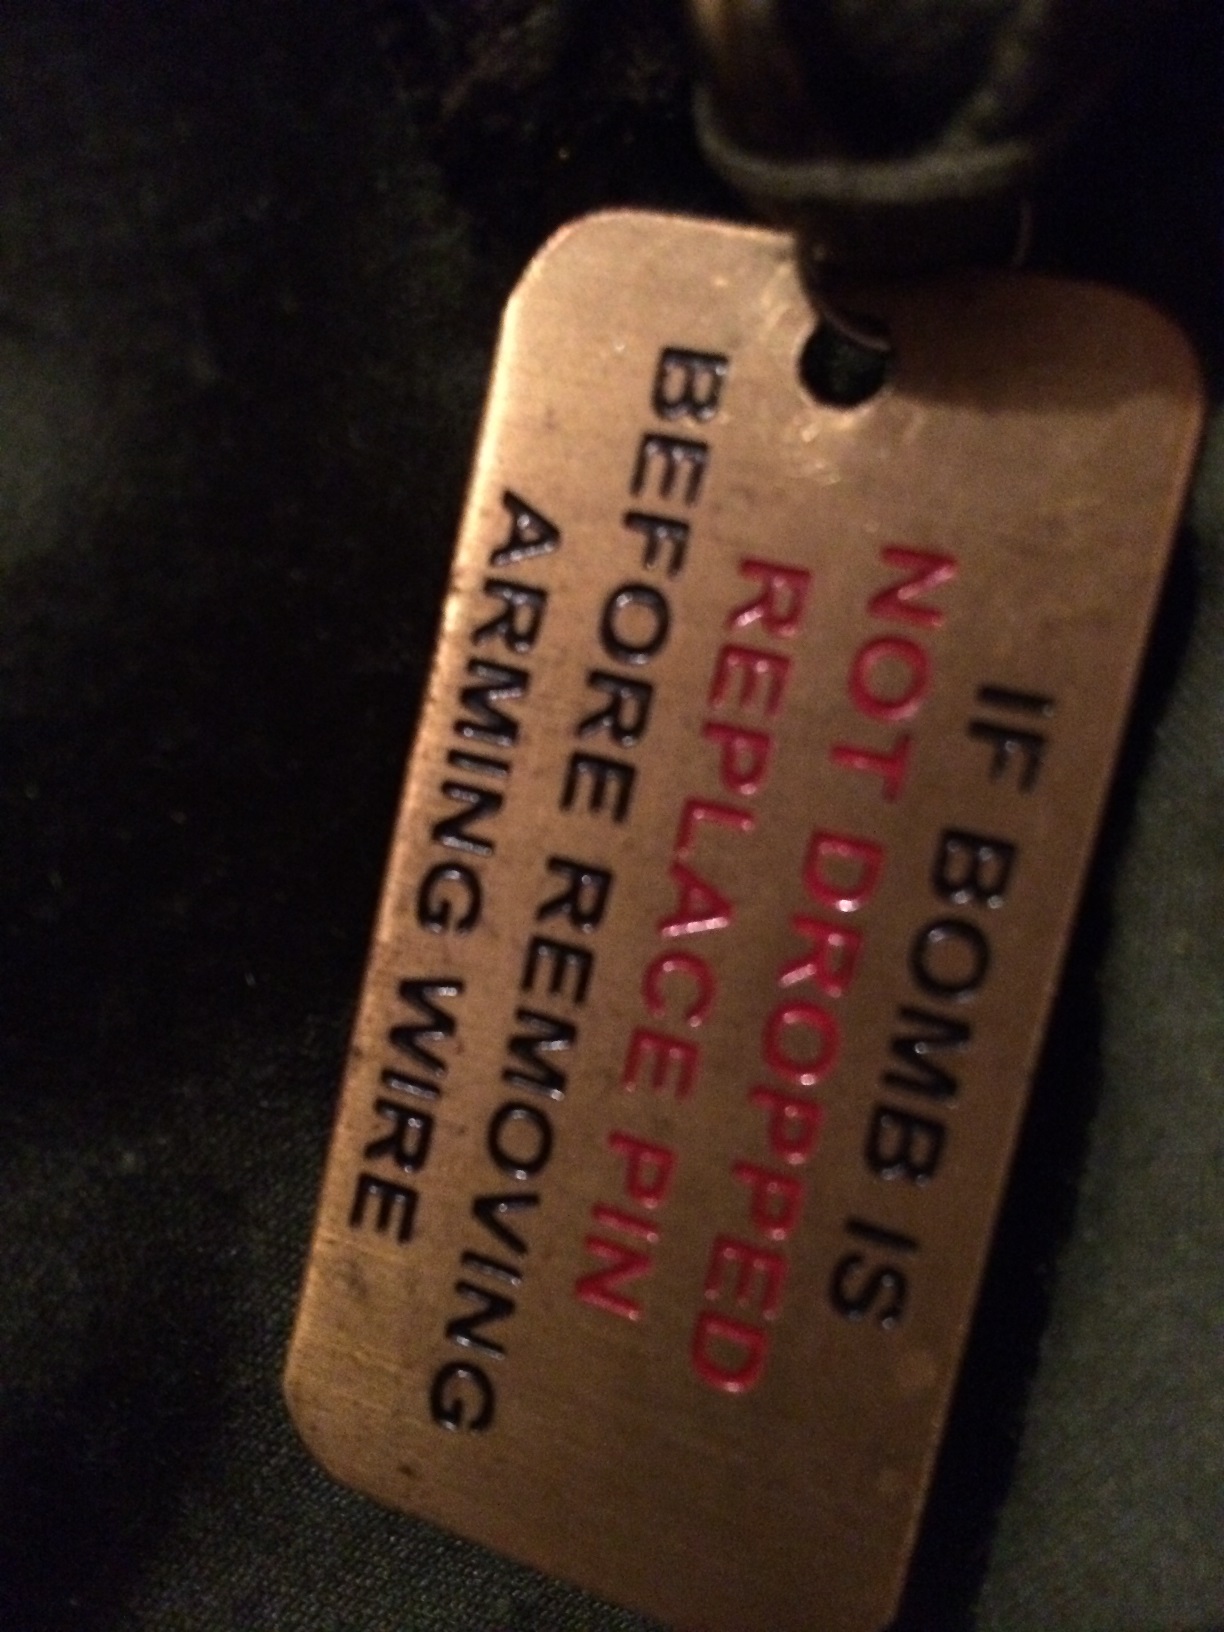 IF BOMB IS
NOT DROPPED
REPLACE PIN
BEFORE REMOVING
ARMING WIRE